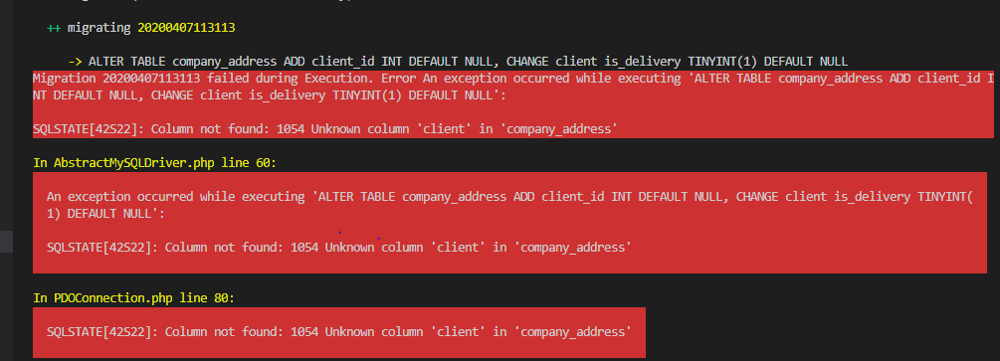 ++ migrating 20200407113113
-> ALTER TABLE company_address ADD client_id INT DEFAULT NULL, CHANGE client is_delivery TINYINT(1) DEFAULT NULL
Migration 20200407113113 failed during Execution. Error An exception occurred while executing 'ALTER TABLE company_address ADD client_id I
NT DEFAULT NULL, CHANGE client is_delivery TINYINT(1) DEFAULT NULL':
SQLSTATE[42S22]: Column not found: 1054 Unknown column 'client' in 'company_address'
In AbstractMySQLDriver.php line 60:
An exception occurred while executing 'ALTER TABLE company_address ADD client_id INT DEFAULT NULL, CHANGE client is_delivery TINYINT(
1) DEFAULT NULL':
SQLSTATE[42S22]: Column not found: 1054 Unknown column 'client' in 'company_address'
In PDOConnection.php line 80:
SQLSTATE[42S22]: Column not found: 1054 Unknown column 'client' in 'company_address'